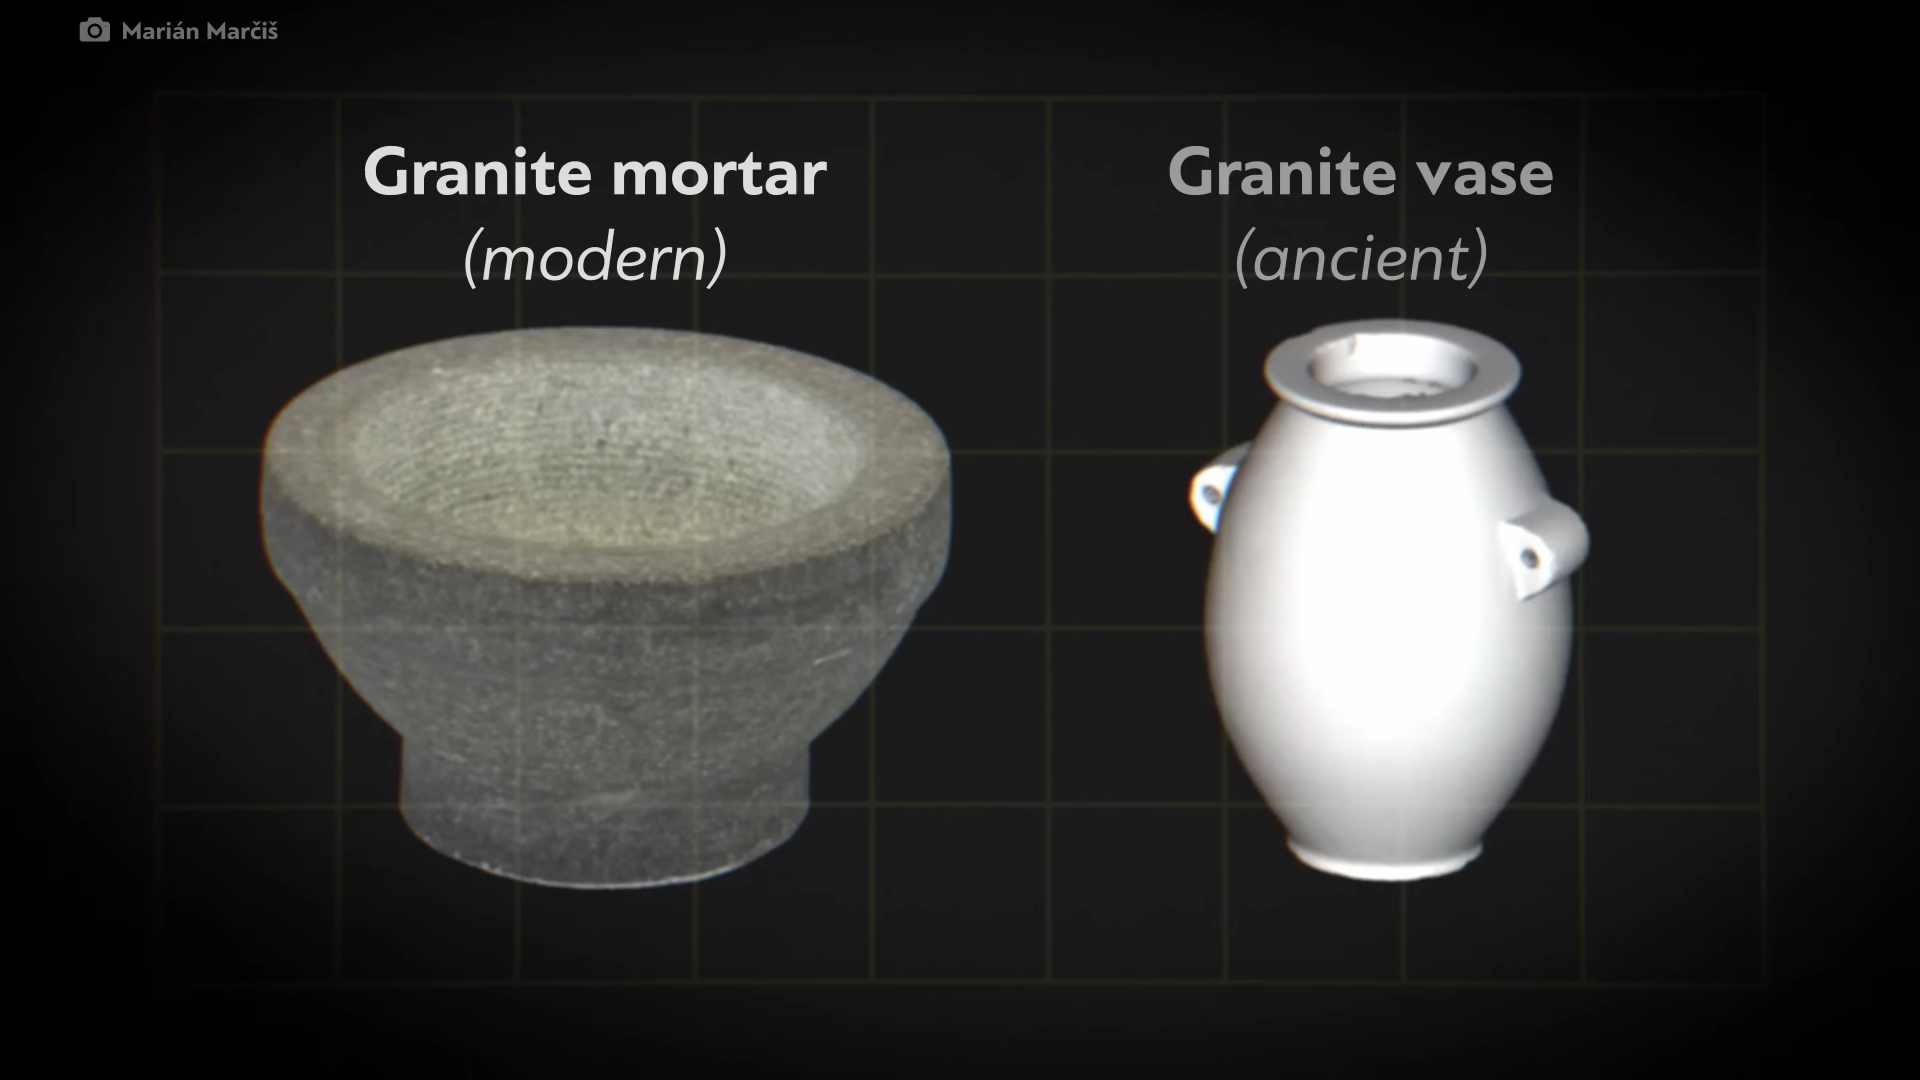 Marián Marčiš
Granite mortar
(modern)
Granite vase
(ancient)